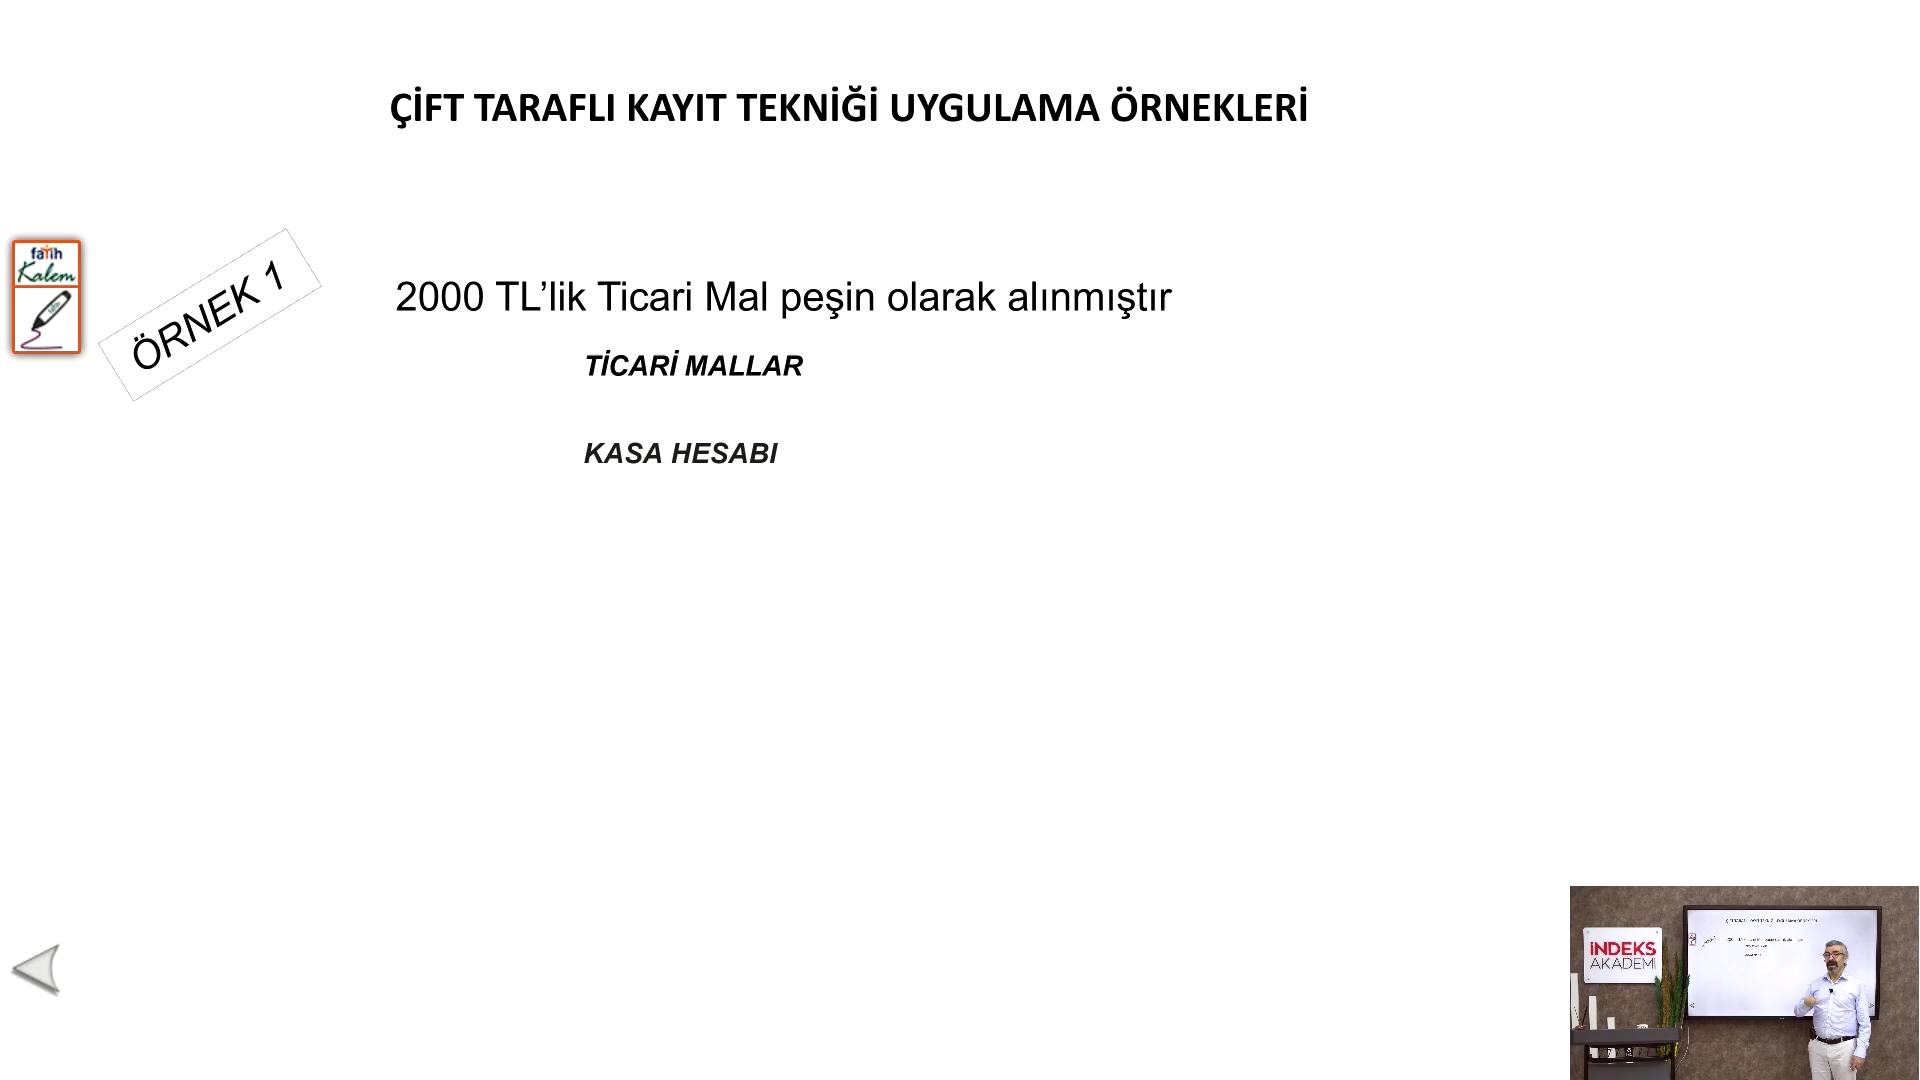 ÇİFT TARAFLI KAYIT TEKNİĞİ UYGULAMA ÖRNEKLERİ
fatih
Kalem
ÖRNEK 1
2000 TL’lik Ticari Mal peşin olarak alınmıştır
TİCARİ MALLAR
KASA HESABI
İNDEKS
AKADEMİ